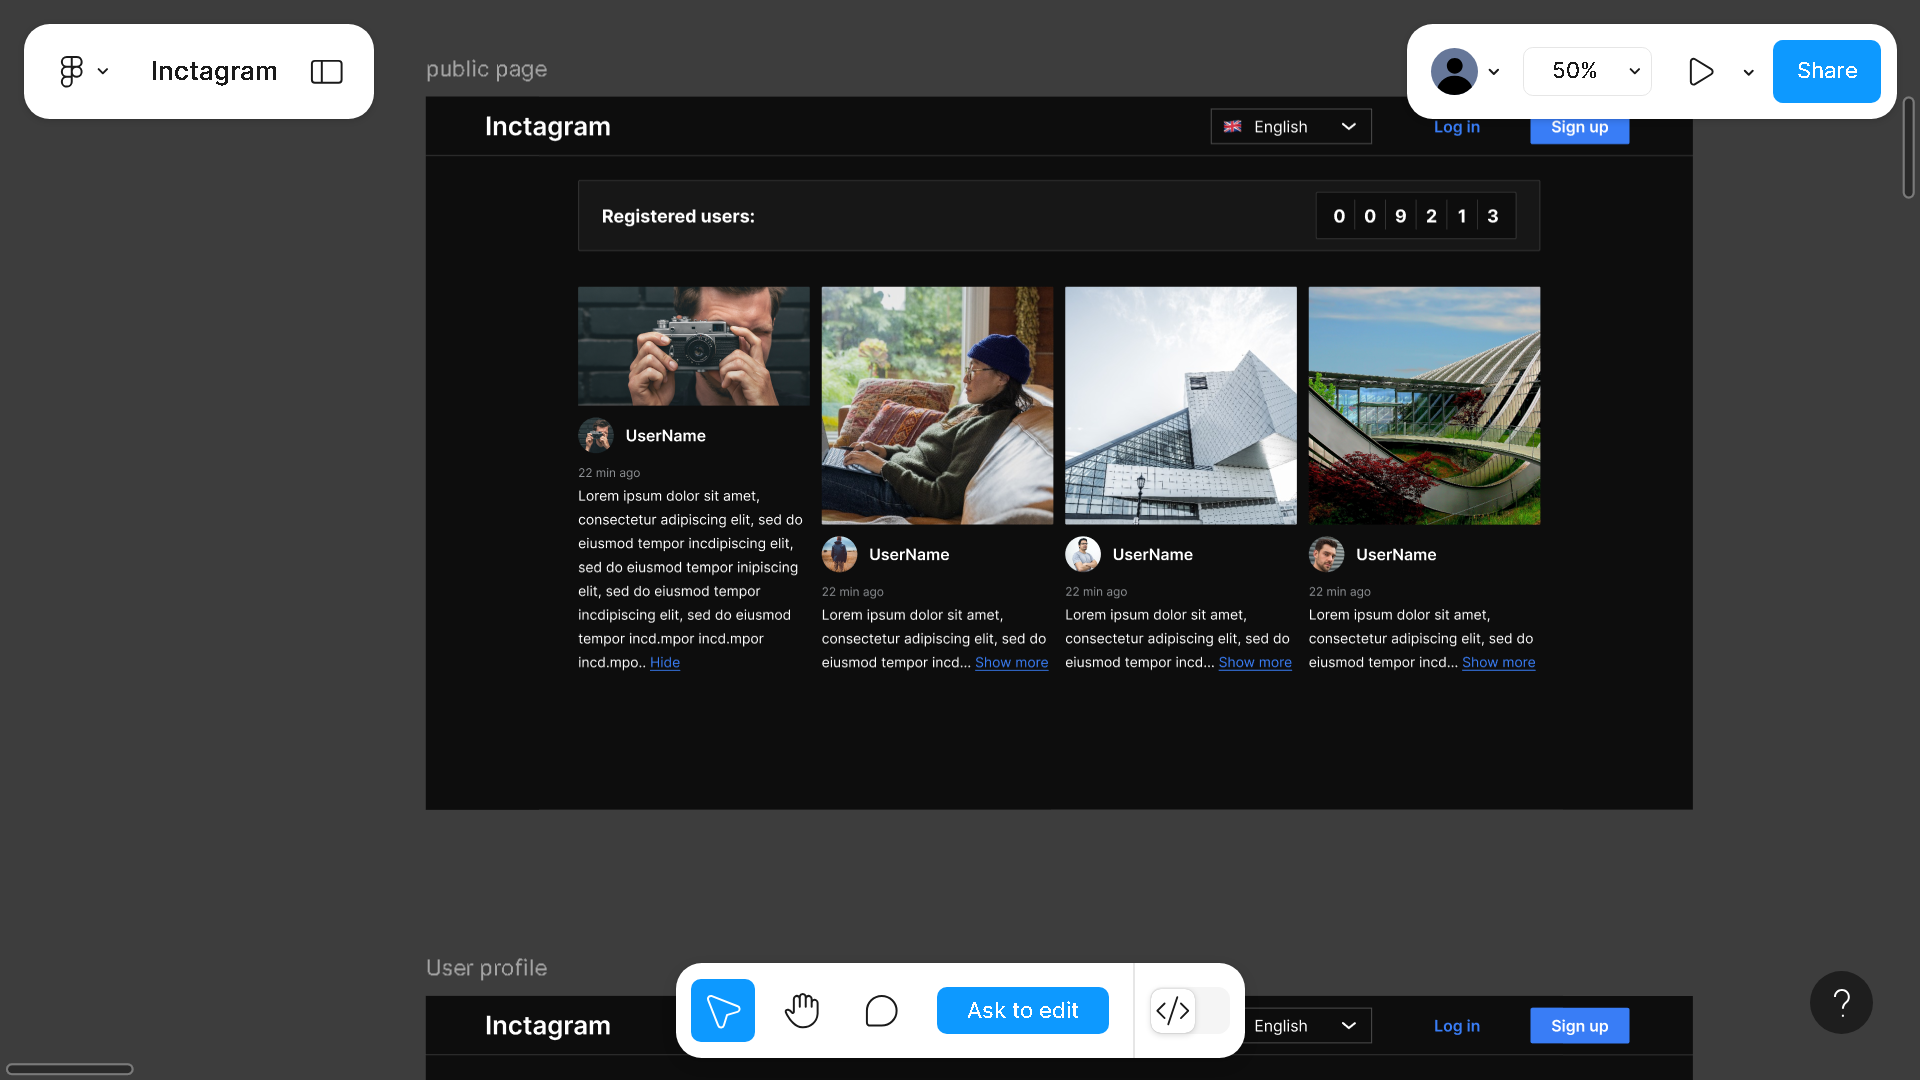 Inctagram
public page
50%
Share
Inctagram
English
Log in
Sign up
Registered users:
0 0 9 2 1 3
UserName
22 min ago
Lorem ipsum dolor sit amet,
consectetur adipiscing elit, sed do
eiusmod tempor incdipiscing elit,
sed do eiusmod tempor inipiscing
elit, sed do eiusmod tempor
incdipiscing elit, sed do eiusmod
tempor incd.mpor incd.mpor
incd.mpo.. Hide
UserName
22 min ago
Lorem ipsum dolor sit amet,
consectetur adipiscing elit, sed do
eiusmod tempor incd... Show more
UserName
22 min ago
Lorem ipsum dolor sit amet,
consectetur adipiscing elit, sed do
eiusmod tempor incd... Show more
UserName
22 min ago
Lorem ipsum dolor sit amet,
consectetur adipiscing elit, sed do
eiusmod tempor incd... Show more
User profile
Inctagram
English
Log in
Sign up
Ask to edit